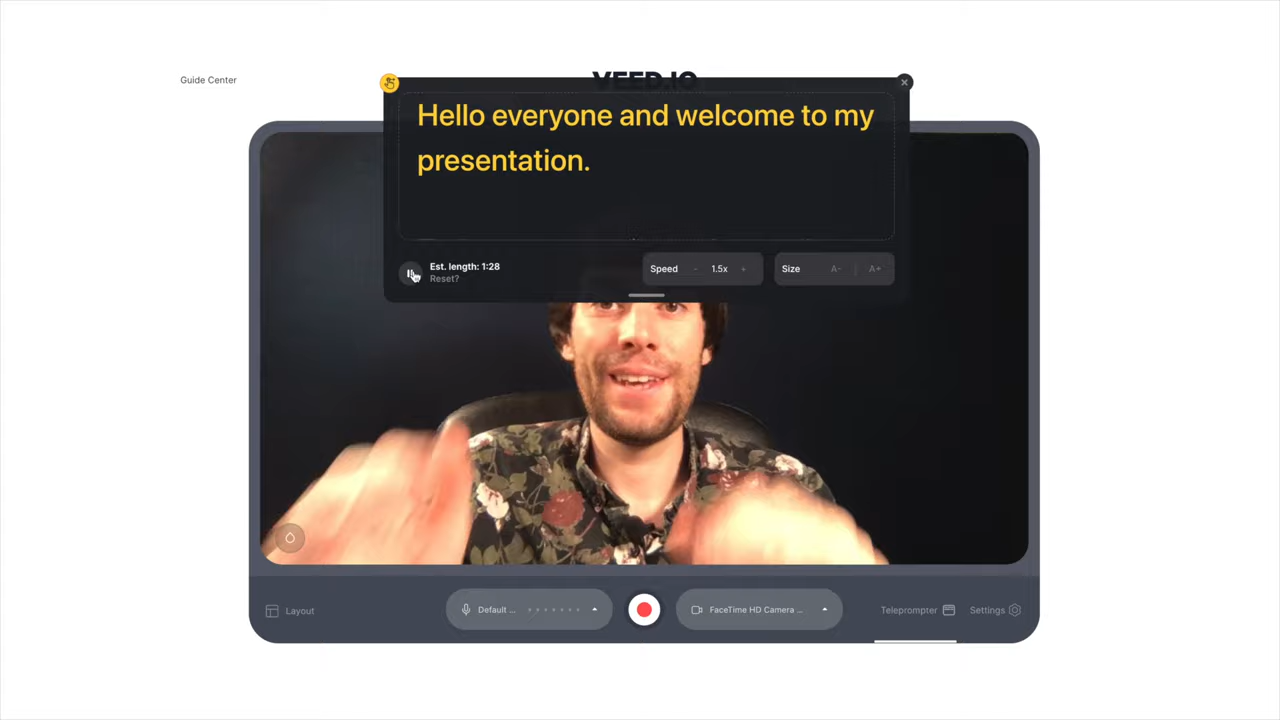 Guide Center
VEED.IO
Hello everyone and welcome to my
presentation.
Est. length: 1:28
Reset?
Speed - 1.5x +
Size A- A+
Layout
Default ...
FaceTime HD Camera ...
Teleprompter
Settings